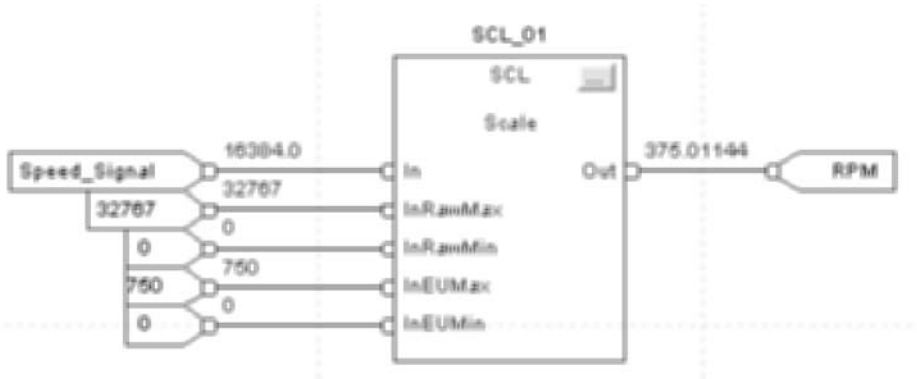 SCL_01
SCL
Scale
Speed_Signal 16384.0 In Out 375.01144 RPM
32767 32767 InRawMax
0 0 InRawMin
750 750 InEUMax
0 0 InEUMin